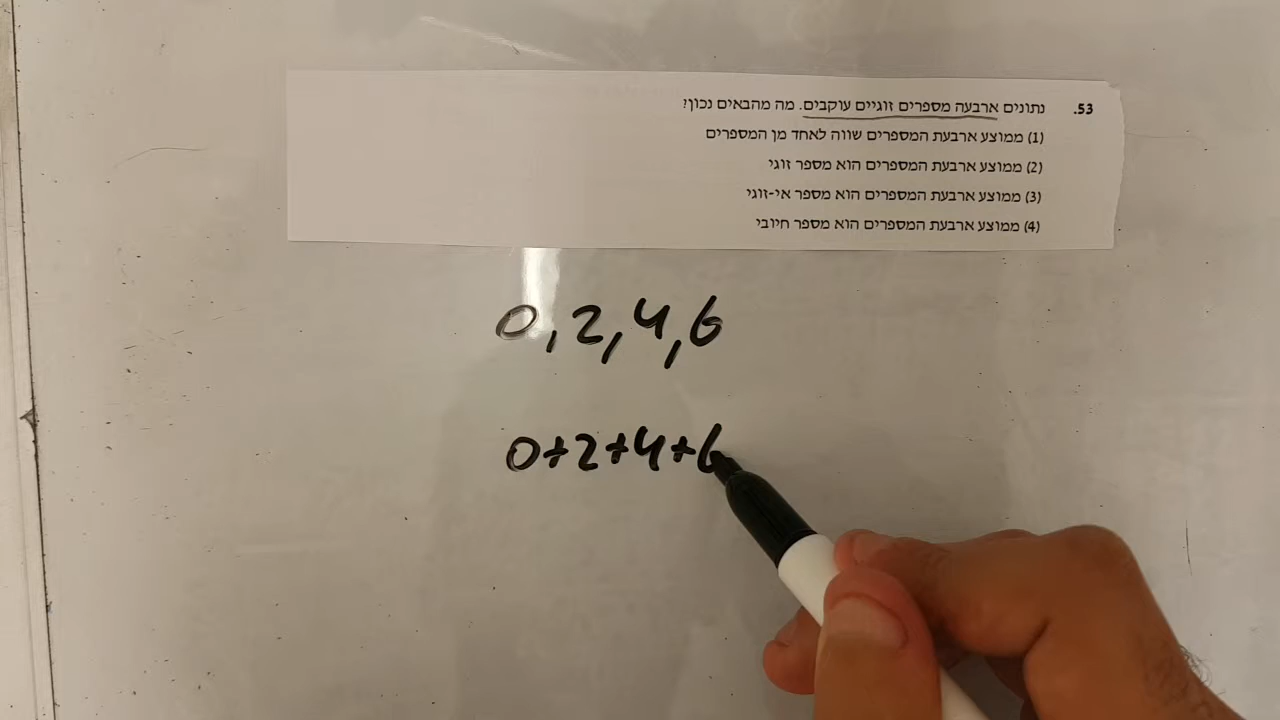 53. נתונים ארבעה מספרים זוגיים עוקבים. מה מהבאים נכון?
(1) ממוצע ארבעת המספרים שווה לאחד מן המספרים
(2) ממוצע ארבעת המספרים הוא מספר זוגי
(3) ממוצע ארבעת המספרים הוא מספר אי-זוגי
(4) ממוצע ארבעת המספרים הוא מספר חיובי
0,2,4,6
0+2+4+6